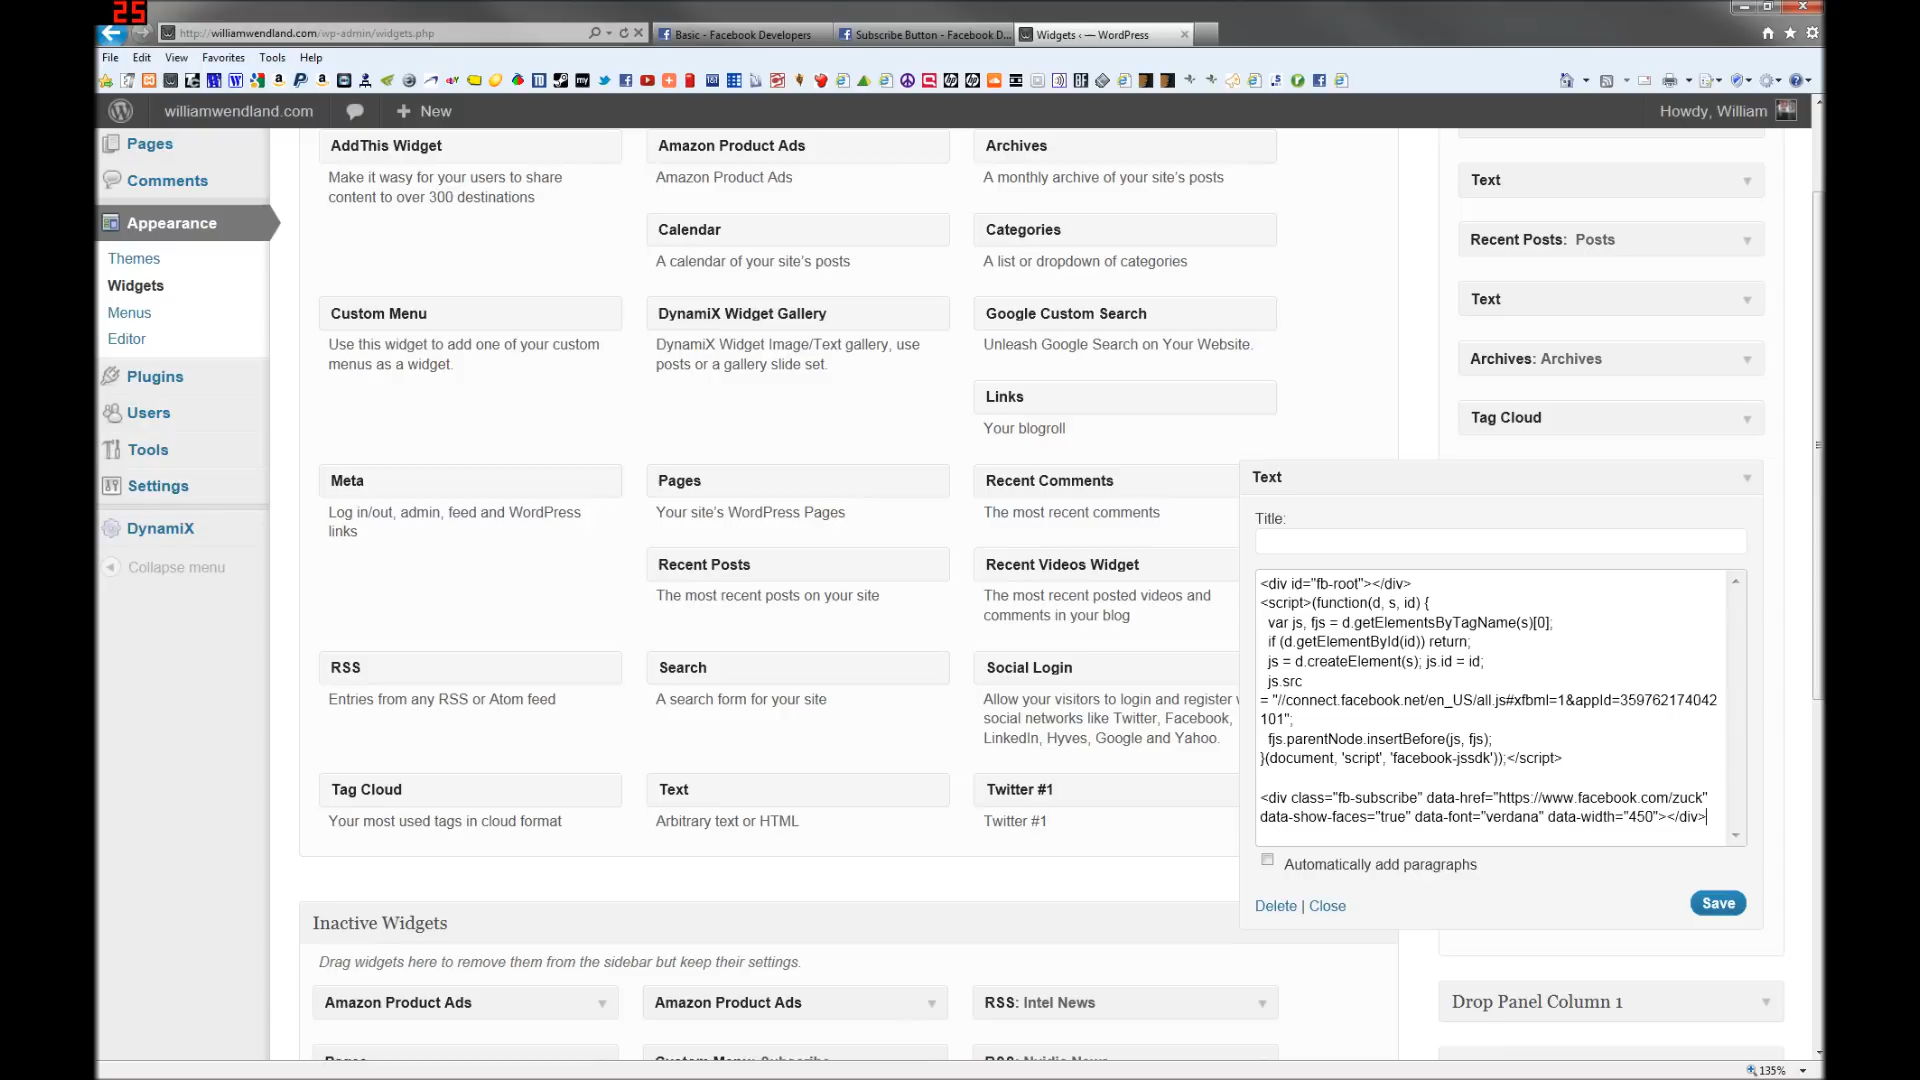 25
http://williamwendland.com/wp-admin/widgets.php
Basic - Facebook Developers
Subscribe Button - Facebook D...
Widgets ‹ — WordPress
File Edit View Favorites Tools Help
williamwendland.com
New
Howdy, William
Pages
Comments
Appearance
Themes
Widgets
Menus
Editor
Plugins
Users
Tools
Settings
DynamiX
Collapse menu
AddThis Widget
Make it wasy for your users to share
content to over 300 destinations
Amazon Product Ads
Amazon Product Ads
Archives
A monthly archive of your site's posts
Calendar
A calendar of your site's posts
Categories
A list or dropdown of categories
Custom Menu
Use this widget to add one of your custom
menus as a widget.
DynamiX Widget Gallery
DynamiX Widget Image/Text gallery, use
posts or a gallery slide set.
Google Custom Search
Unleash Google Search on Your Website.
Links
Your blogroll
Meta
Log in/out, admin, feed and WordPress
links
Pages
Your site's WordPress Pages
Recent Comments
The most recent comments
Recent Posts
The most recent posts on your site
Recent Videos Widget
The most recent posted videos and
comments in your blog
RSS
Entries from any RSS or Atom feed
Search
A search form for your site
Social Login
Allow your visitors to login and register
social networks like Twitter, Facebook,
LinkedIn, Hyves, Google and Yahoo.
Tag Cloud
Your most used tags in cloud format
Text
Arbitrary text or HTML
Twitter #1
Twitter #1
Inactive Widgets
Drag widgets here to remove them from the sidebar but keep their settings.
Amazon Product Ads
Amazon Product Ads
RSS: Intel News
Pages
Custom Menu: Subscribe
RSS: Nvidia News
Text
Recent Posts: Posts
Text
Archives: Archives
Tag Cloud
Text
Title:
<div id="fb-root"></div>
<script>(function(d, s, id) {
var js, fjs = d.getElementsByTagName(s)[0];
if (d.getElementById(id)) return;
js = d.createElement(s); js.id = id;
js.src
= "//connect.facebook.net/en_US/all.js#xfbml=1&appId=359762174042
101";
fjs.parentNode.insertBefore(js, fjs);
}(document, 'script', 'facebook-jssdk'));</script>
<div class="fb-subscribe" data-href="https://www.facebook.com/zuck"
data-show-faces="true" data-font="verdana" data-width="450"></div>
Automatically add paragraphs
Delete | Close
Save
Drop Panel Column 1
135%